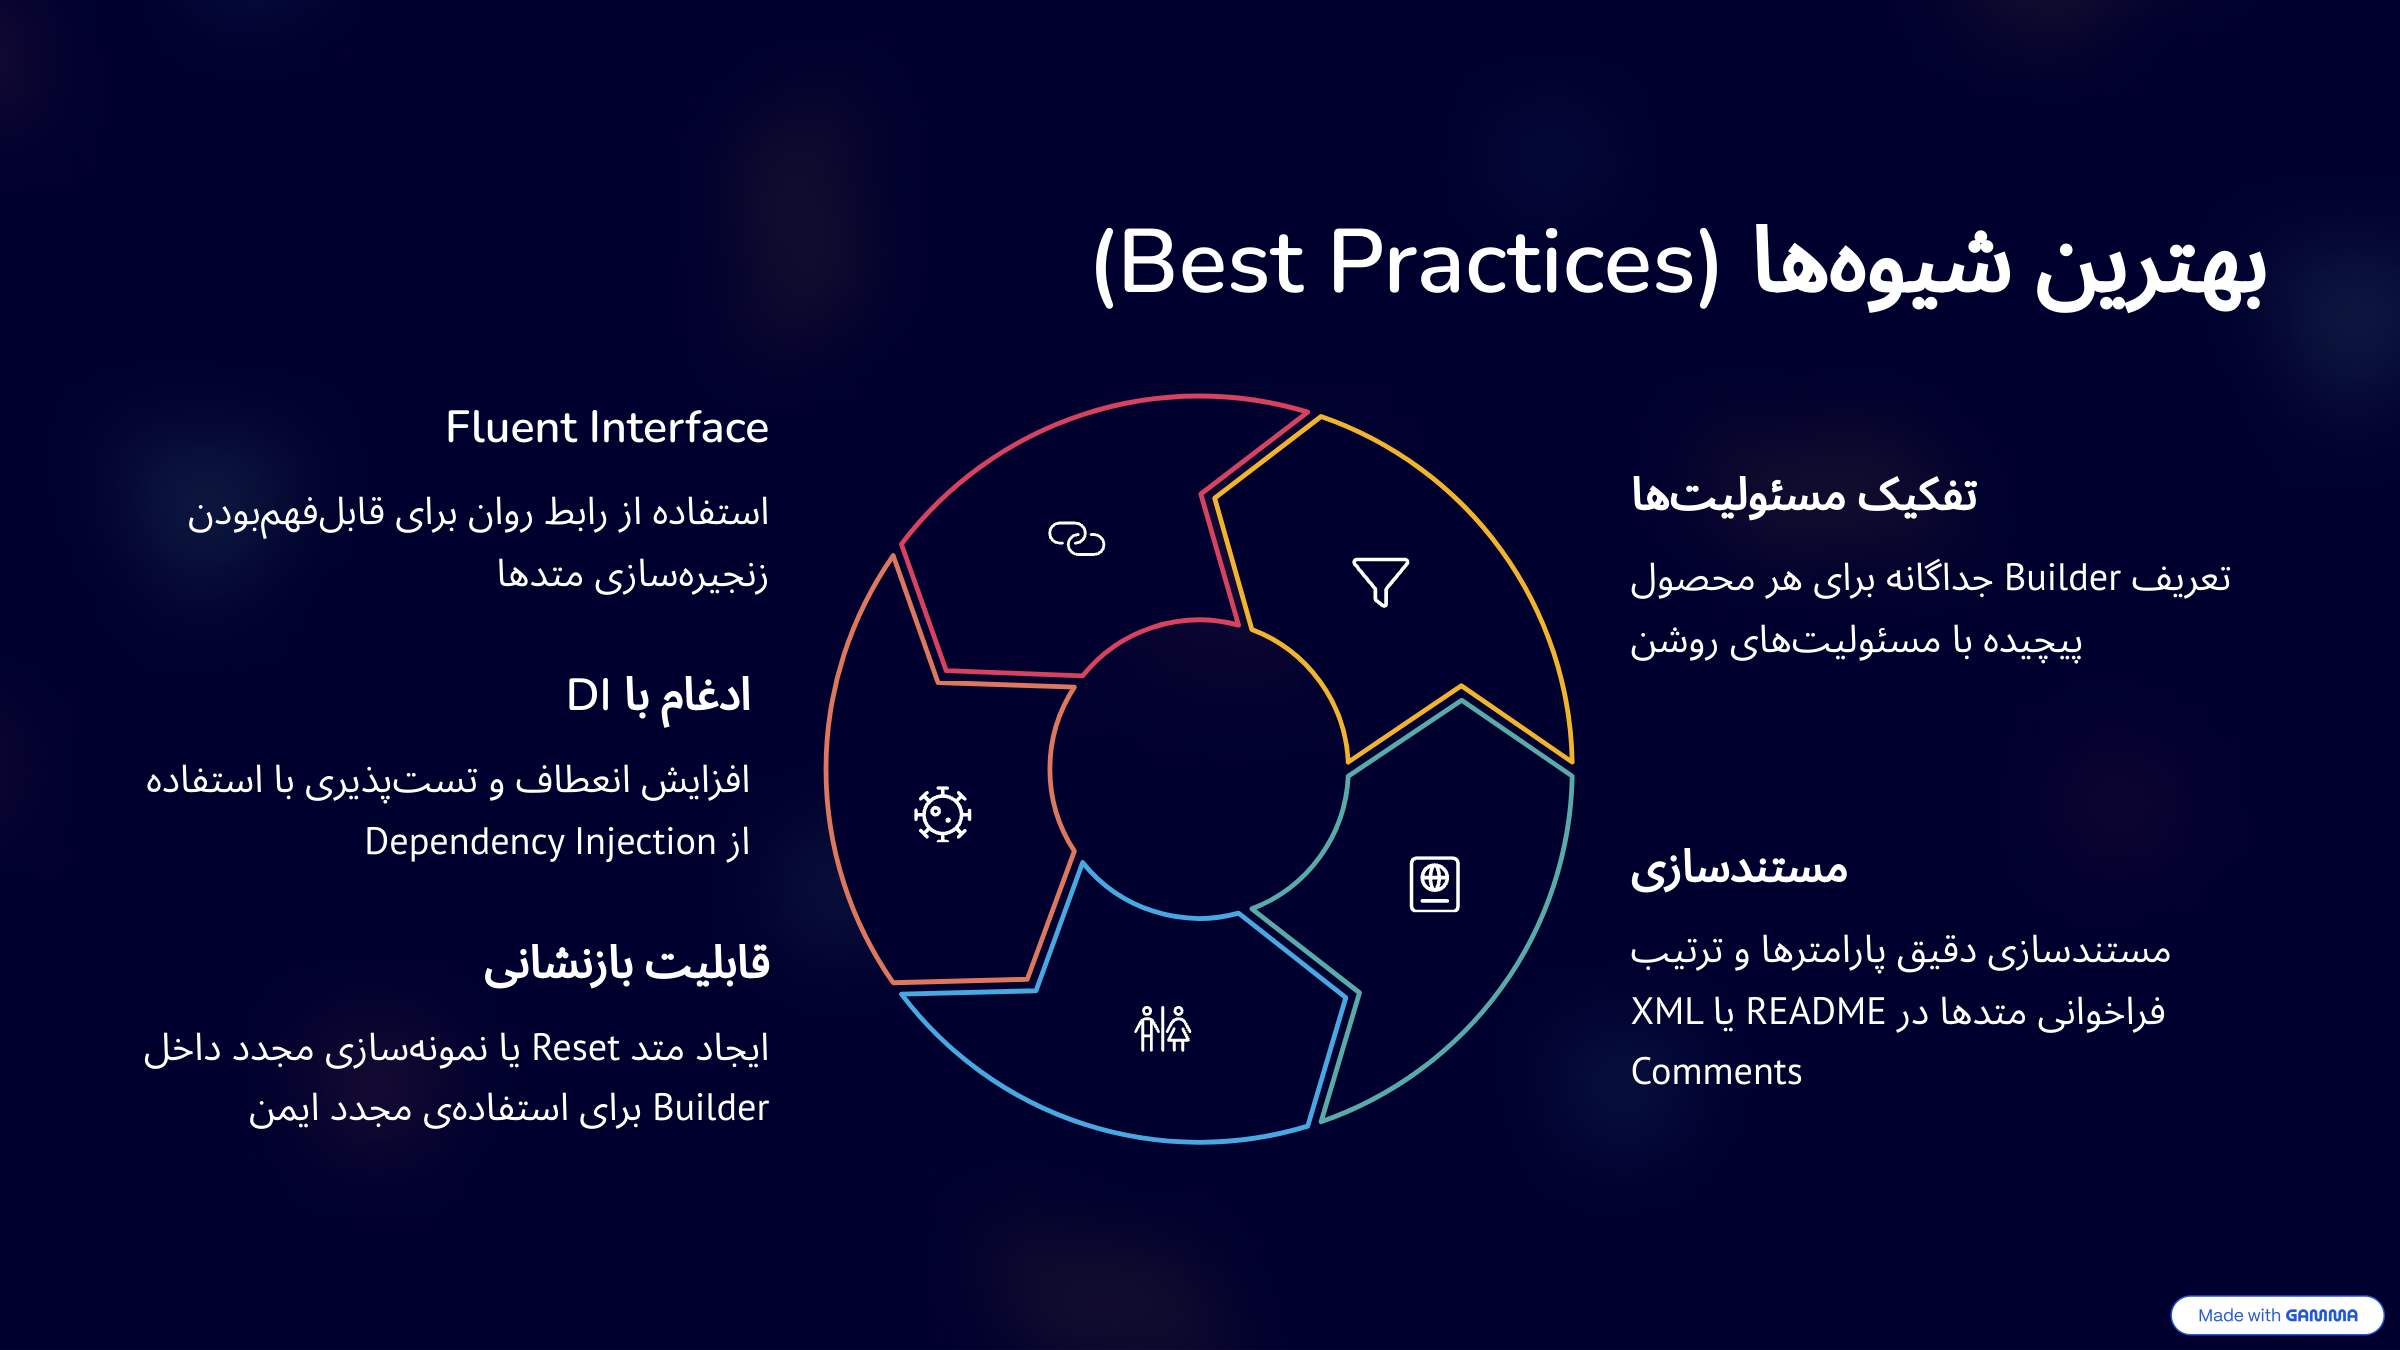 بهترین شیوه‌ها (Best Practices)
تفکیک مسئولیت‌ها
تعریف Builder جداگانه برای هر محصول
پیچیده با مسئولیت‌های روشن
مستندسازی
مستندسازی دقیق پارامترها و ترتیب
فراخوانی متدها در README یا XML
Comments
Fluent Interface
استفاده از رابط روان برای قابل‌فهم‌بودن
زنجیره‌سازی متدها
ادغام با DI
افزایش انعطاف و تست‌پذیری با استفاده
از Dependency Injection
قابلیت بازنشانی
ایجاد متد Reset یا نمونه‌سازی مجدد داخل
Builder برای استفاده‌ی مجدد ایمن
Made with GAMMA